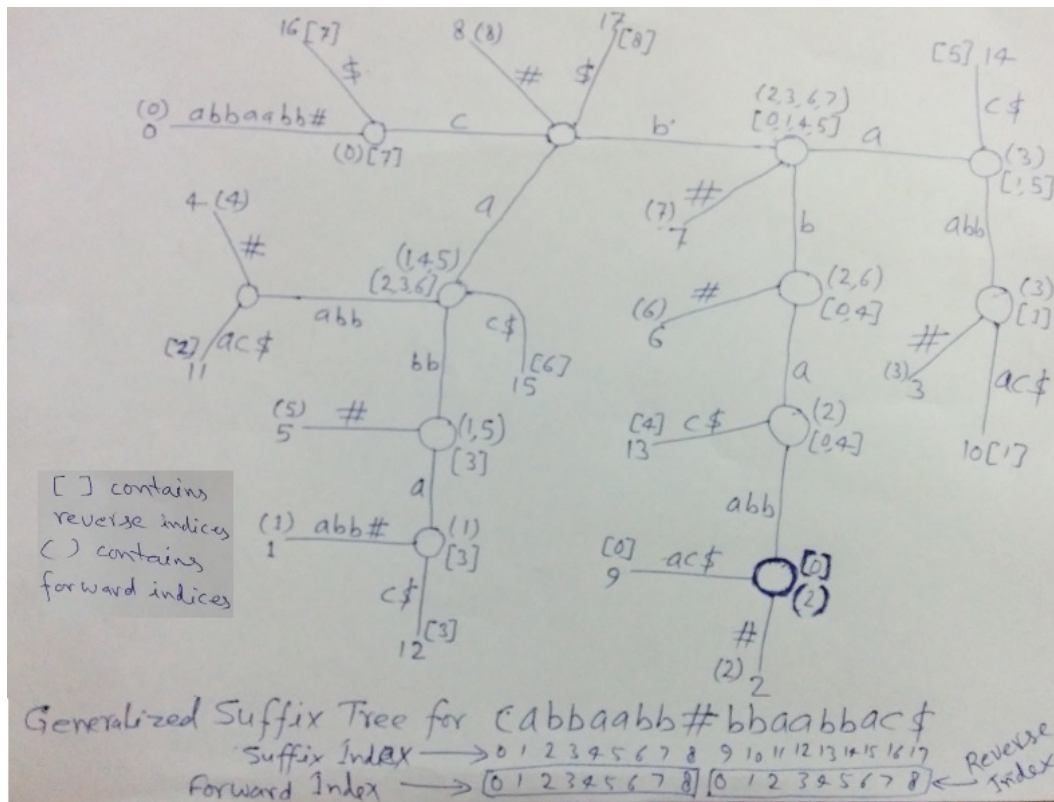 16[7]
8(8)
17
[8]
[5] 14
$
#
$
(2,3,6,7)
[0,1,4,5]
c$
(0)
0
abbaabb#
c
b
a
(0)[7]
(3)
[1,5]
4(4)
a
(7)
7
#
b
abb
#
(1,4,5)
[2,3,6]
(2,6)
[0,4]
(3)
[1]
abb
c$
(6)
6
#
#
(3)
3
[2]
11
ac$
bb
[6]
15
a
ac$
(5)
5
#
(1,5)
[3]
[4]
13
c$
(2)
[0,4]
10[1]
[ ] contains
reverse indices
( ) contains
forward indices
a
abb
(1)
1
abb#
(1)
[3]
[0]
9
ac$
[0]
(2)
c$
12
[3]
#
(2)
2
Generalized Suffix Tree for cabbaabb#bbaabbac$
Suffix Index → 0 1 2 3 4 5 6 7 8 9 10 11 12 13 14 15 16 17
Forward Index → [0 1 2 3 4 5 6 7 8] [0 1 2 3 4 5 6 7 8] ← Reverse Index